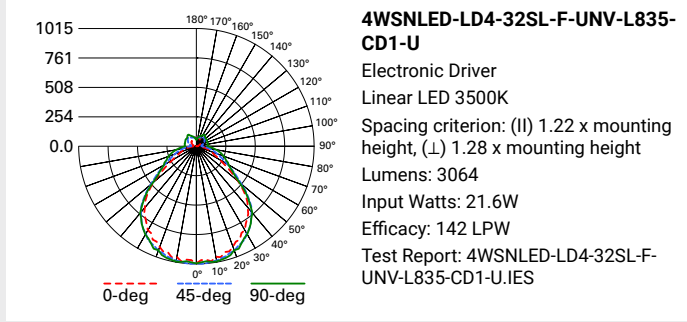 1015
761
508
254
0.0
180° 170° 160° 150° 140° 130° 120° 110° 100° 90° 80° 70° 60° 50° 40° 30° 20° 10° 0°
0-deg 45-deg 90-deg
4WSNLED-LD4-32SL-F-UNV-L835-
CD1-U
Electronic Driver
Linear LED 3500K
Spacing criterion: (II) 1.22 x mounting
height, (⊥) 1.28 x mounting height
Lumens: 3064
Input Watts: 21.6W
Efficacy: 142 LPW
Test Report: 4WSNLED-LD4-32SL-F-
UNV-L835-CD1-U.IES